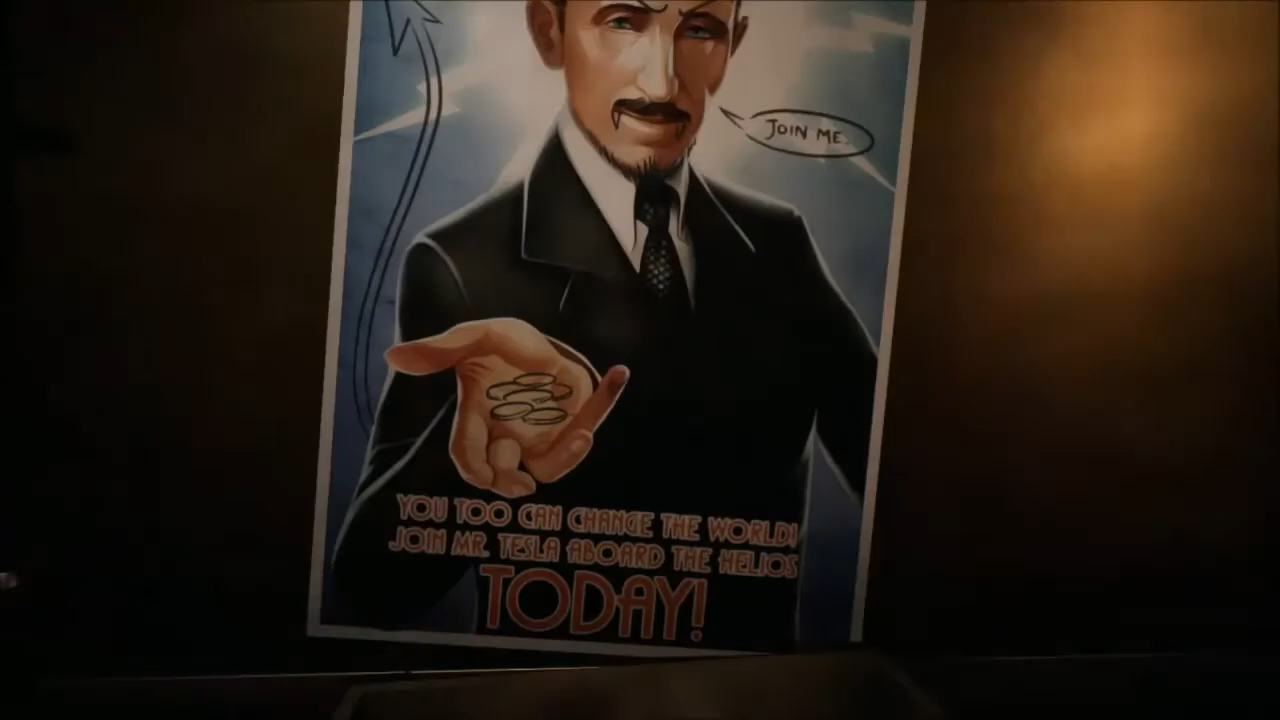 JOIN ME.
YOU TOO CAN CHANGE THE WORLD!
JOIN MR. TESLA ABOARD THE HELIOS
TODAY!